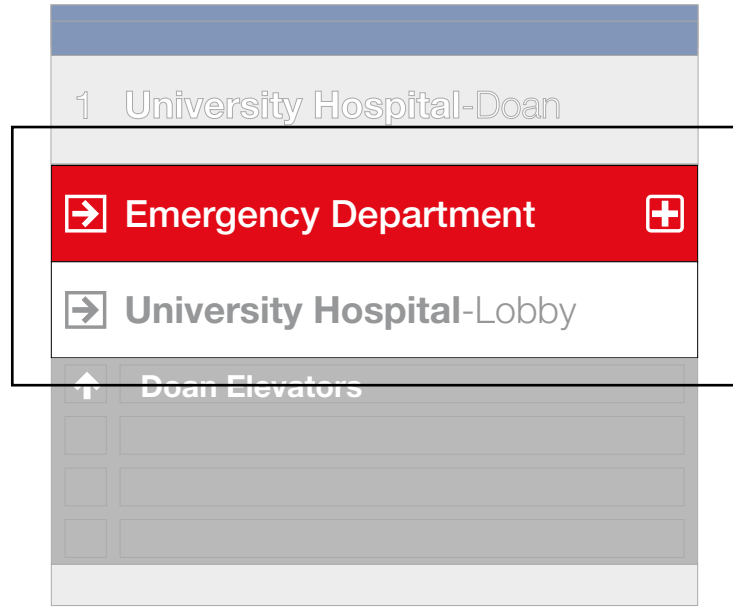 1 University Hospital-Doan
Emergency Department
University Hospital-Lobby
Doan Elevators